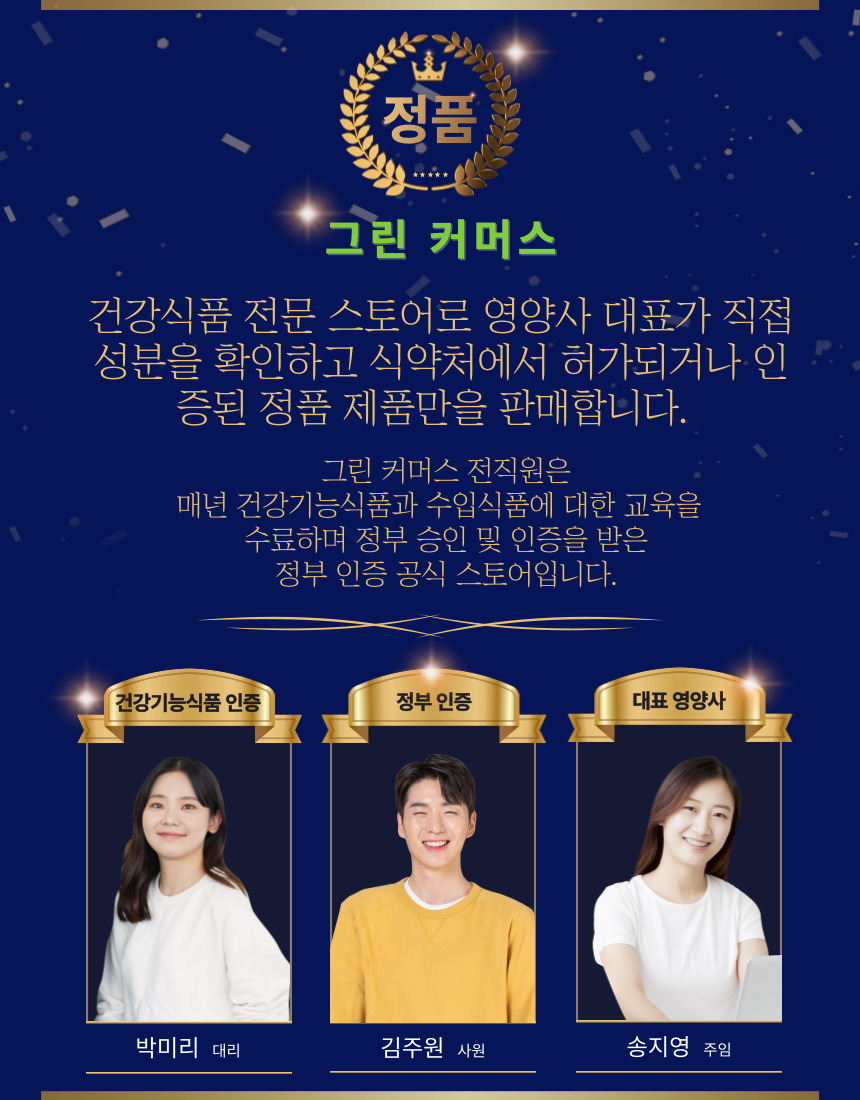 정품
그린 커머스
건강식품 전문 스토어로 영양사 대표가 직접
성분을 확인하고 식약처에서 허가되거나 인
증된 정품 제품만을 판매합니다.
그린 커머스 전직원은
매년 건강기능식품과 수입식품에 대한 교육을
수료하며 정부 승인 및 인증을 받은
정부 인증 공식 스토어입니다.
건강기능식품 인증
정부 인증
대표 영양사
박미리 대리
김주원 사원
송지영 주임